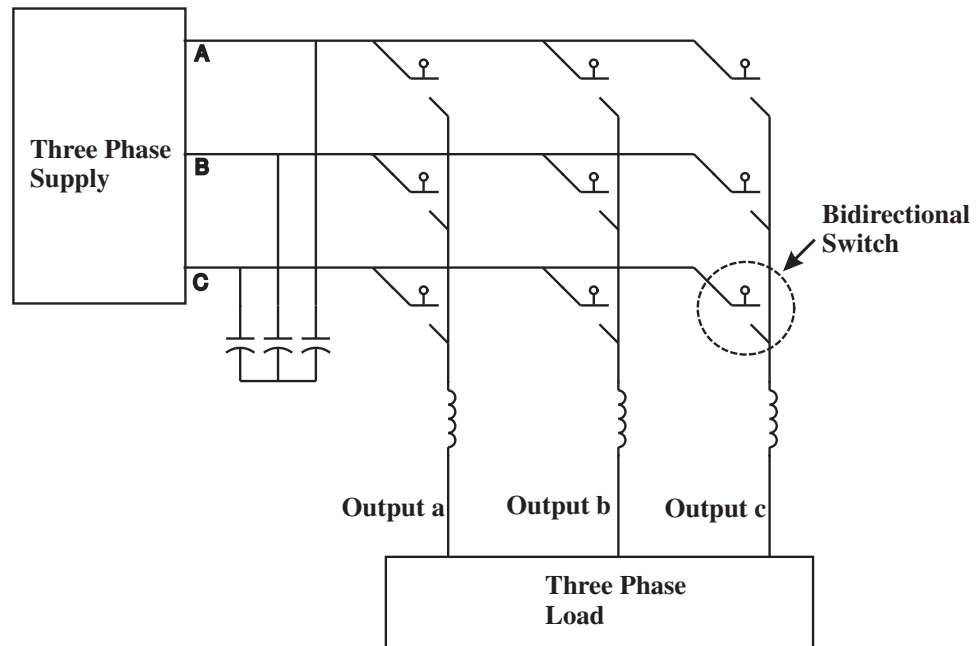 A
Three Phase
Supply
B
C
Bidirectional
Switch
Output a
Output b
Output c
Three Phase
Load